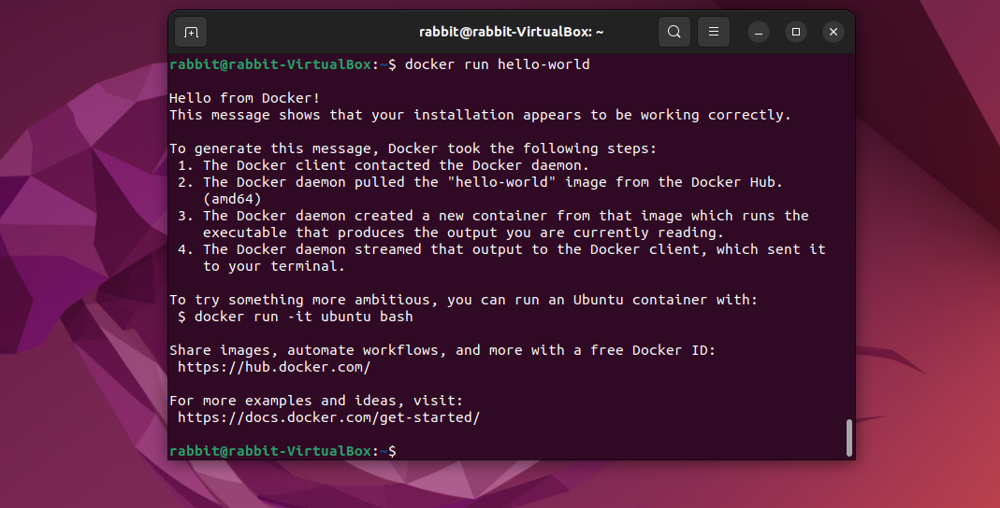 rabbit@rabbit-VirtualBox: ~
rabbit@rabbit-VirtualBox:~$ docker run hello-world
Hello from Docker!
This message shows that your installation appears to be working correctly.
To generate this message, Docker took the following steps:
1. The Docker client contacted the Docker daemon.
2. The Docker daemon pulled the "hello-world" image from the Docker Hub.
(amd64)
3. The Docker daemon created a new container from that image which runs the
executable that produces the output you are currently reading.
4. The Docker daemon streamed that output to the Docker client, which sent it
to your terminal.
To try something more ambitious, you can run an Ubuntu container with:
$ docker run -it ubuntu bash
Share images, automate workflows, and more with a free Docker ID:
https://hub.docker.com/
For more examples and ideas, visit:
https://docs.docker.com/get-started/
rabbit@rabbit-VirtualBox:~$